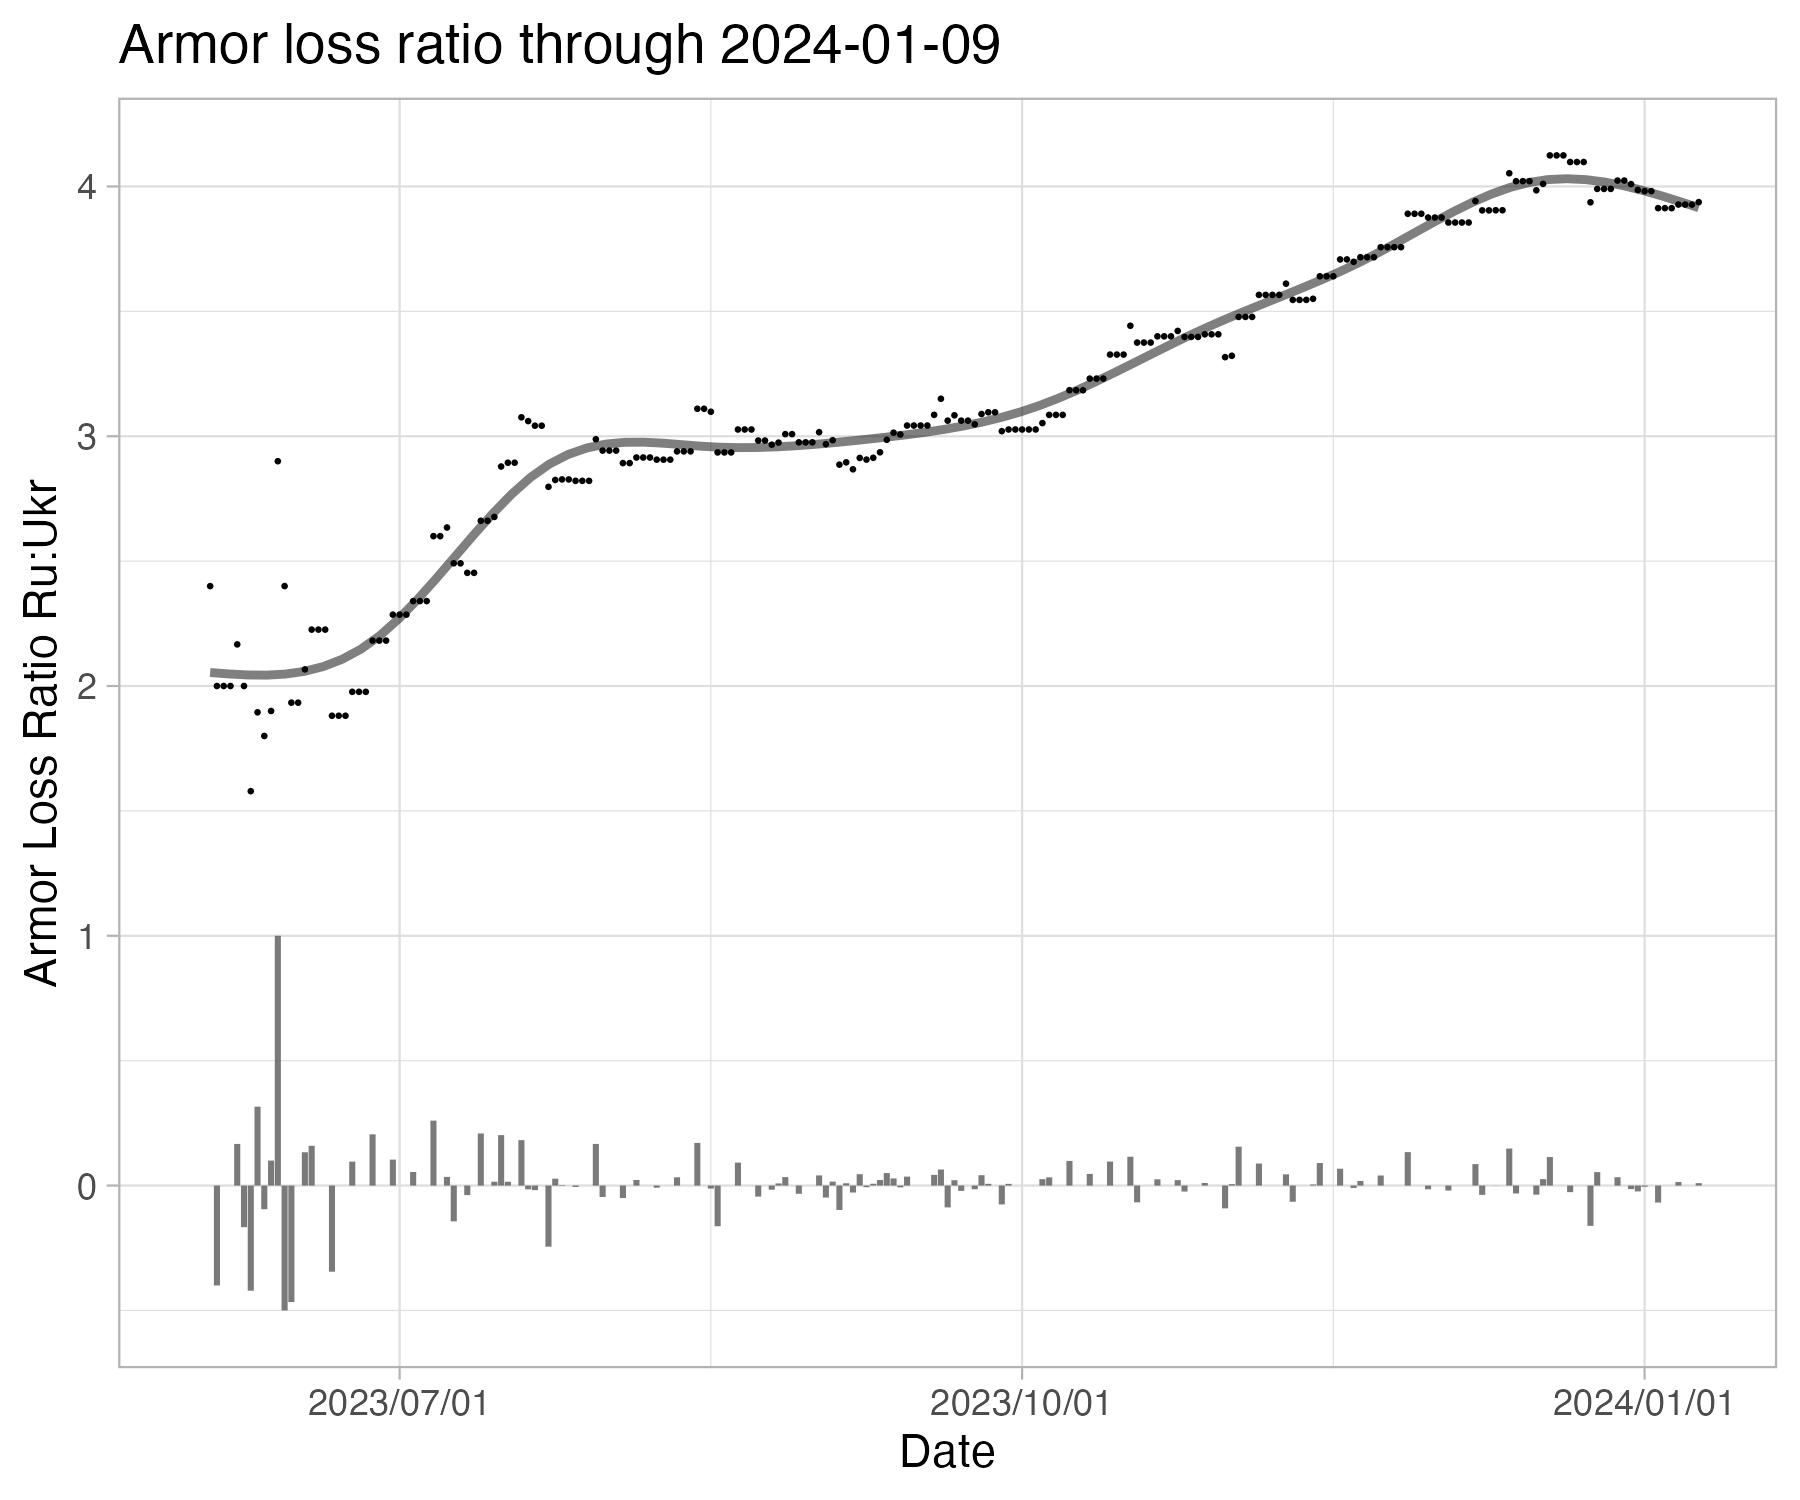 Armor loss ratio through 2024-01-09
Armor Loss Ratio Ru:Ukr
4
3
2
1
0
2023/07/01
2023/10/01
2024/01/01
Date